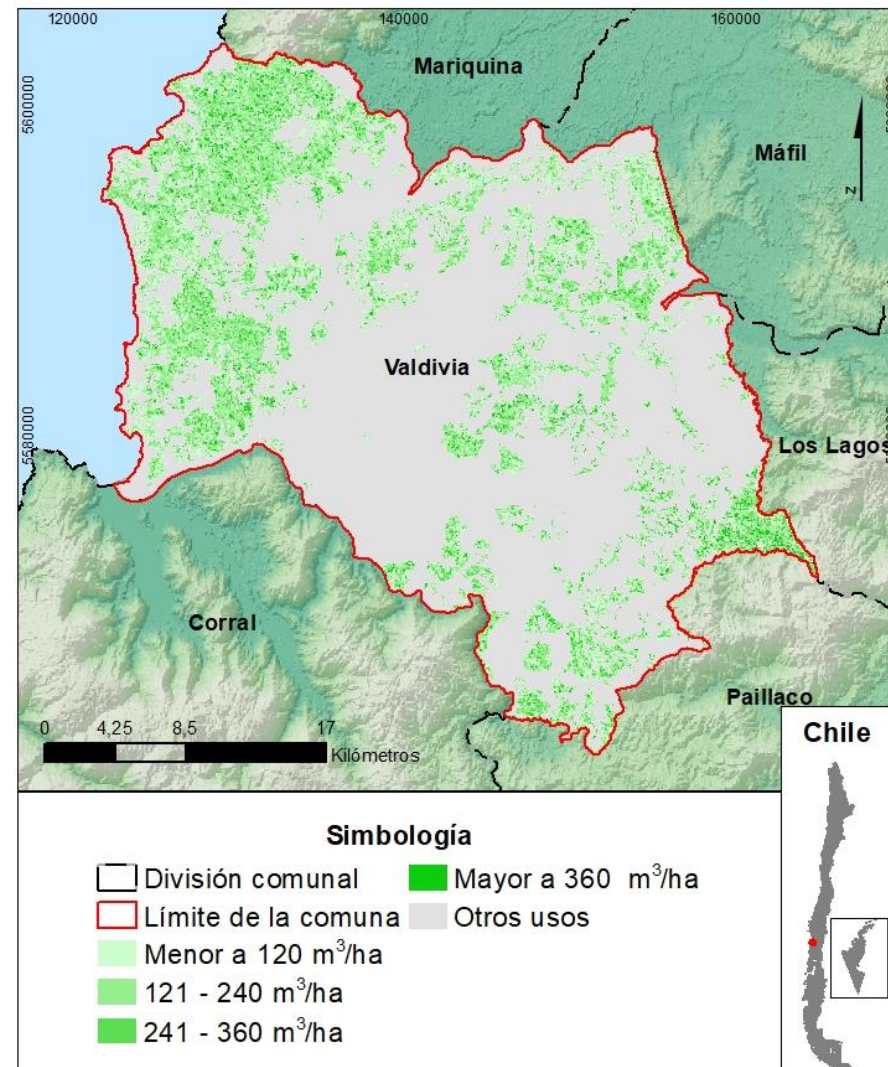 120000
140000
160000
5600000
5580000
Mariquina
Máfil
N
Valdivia
Los Lagos
Corral
Paillaco
0 4,25 8,5 17
Kilómetros
Chile
Simbología
División comunal
Límite de la comuna
Menor a 120 m³/ha
121 - 240 m³/ha
241 - 360 m³/ha
Mayor a 360 m³/ha
Otros usos